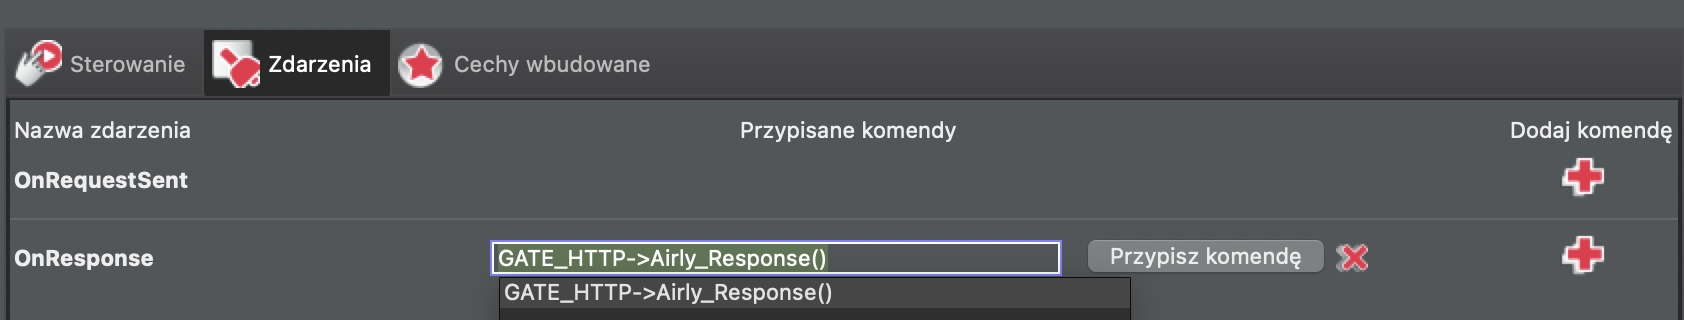 Sterowanie
Zdarzenia
Cechy wbudowane
Nazwa zdarzenia Przypisane komendy Dodaj komendę
OnRequestSent
OnResponse GATE_HTTP->Airly_Response() Przypisz komendę
GATE_HTTP->Airly_Response()